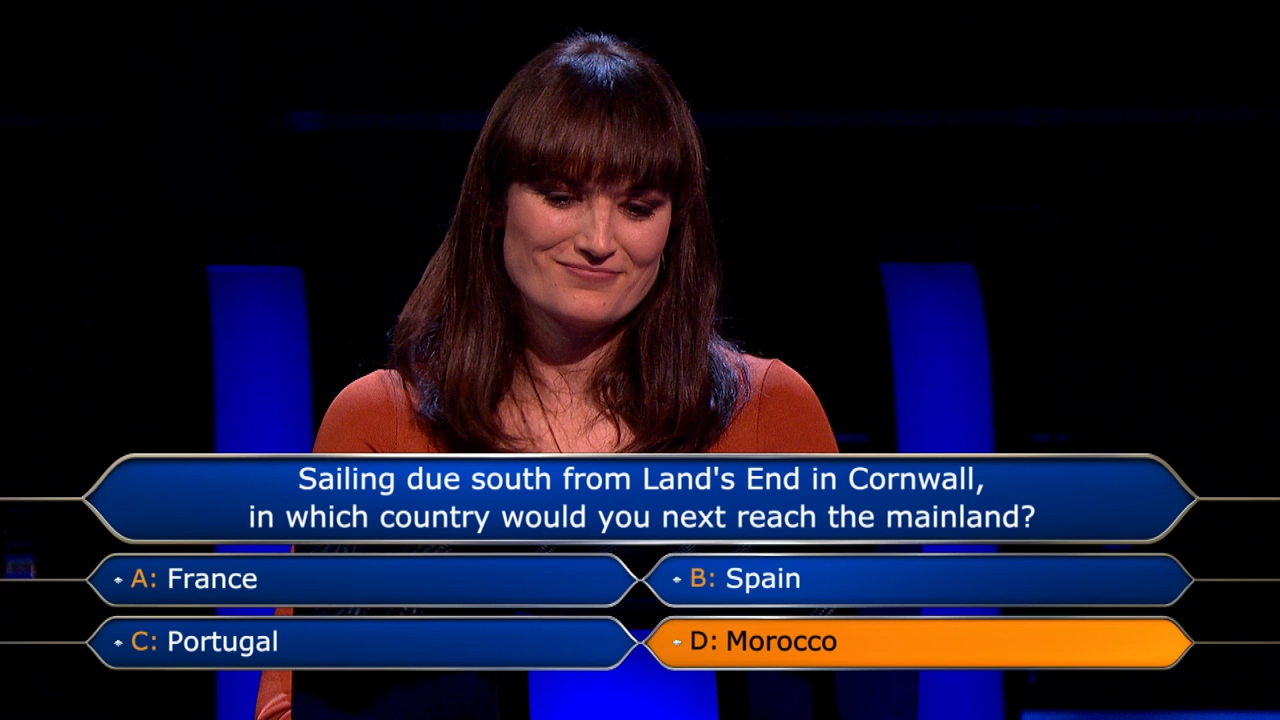 Sailing due south from Land's End in Cornwall,
in which country would you next reach the mainland?
A: France
B: Spain
C: Portugal
D: Morocco